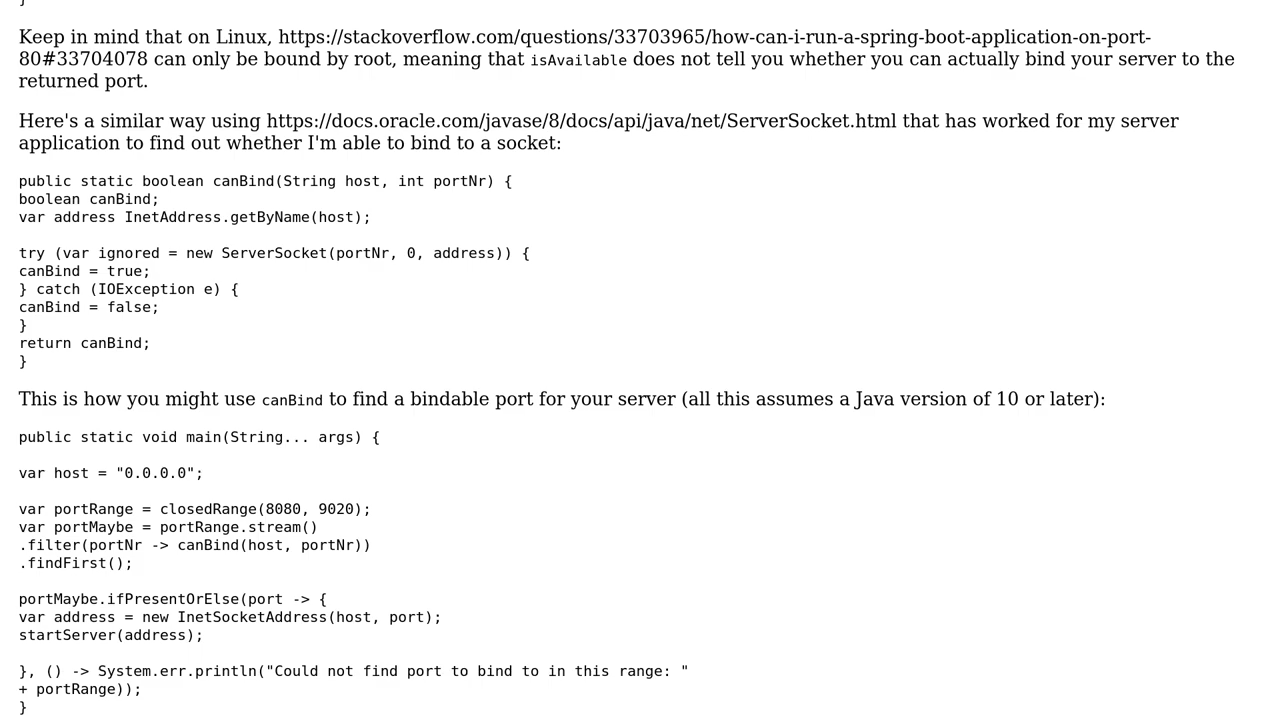 }
Keep in mind that on Linux, https://stackoverflow.com/questions/33703965/how-can-i-run-a-spring-boot-application-on-port-
80#33704078 can only be bound by root, meaning that isAvailable does not tell you whether you can actually bind your server to the
returned port.
Here's a similar way using https://docs.oracle.com/javase/8/docs/api/java/net/ServerSocket.html that has worked for my server
application to find out whether I'm able to bind to a socket:
public static boolean canBind(String host, int portNr) {
boolean canBind;
var address InetAddress.getByName(host);
try (var ignored = new ServerSocket(portNr, 0, address)) {
canBind = true;
} catch (IOException e) {
canBind = false;
}
return canBind;
}
This is how you might use canBind to find a bindable port for your server (all this assumes a Java version of 10 or later):
public static void main(String... args) {
var host = "0.0.0.0";
var portRange = closedRange(8080, 9020);
var portMaybe = portRange.stream()
.filter(portNr -> canBind(host, portNr))
.findFirst();
portMaybe.ifPresentOrElse(port -> {
var address = new InetSocketAddress(host, port);
startServer(address);
}, () -> System.err.println("Could not find port to bind to in this range: "
+ portRange));
}